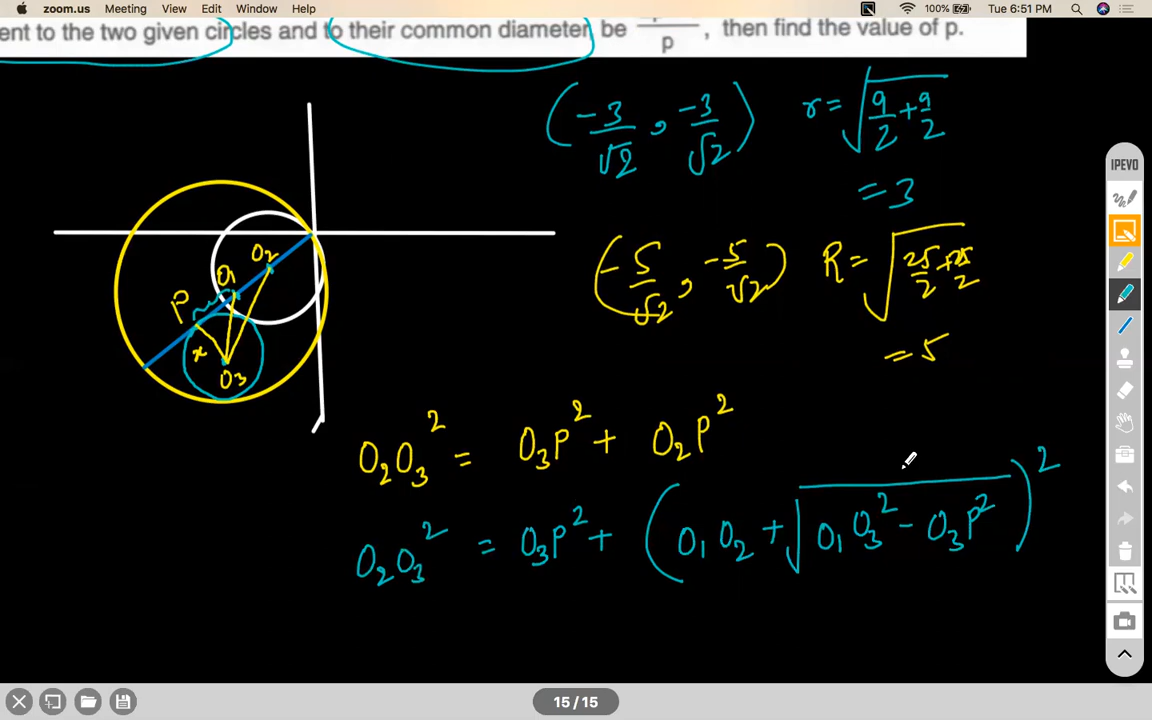 zoom.us Meeting View Edit Window Help 100% Tue 6:51 PM
ent to the two given circles and to their common diameter be —/p , then find the value of p.
(-3/√2 , -3/√2) r = √(9/2 + 9/2)
= 3
IPEVO
(-5/√2 , -5/√2) R = √(25/2 + 25/2)
= 5
O2
O1
P
x
O3
O2O3² = O3P² + O2P²
O2O3² = O3P² + (O1O2 + √(O1O3² - O3P²))²
15 / 15